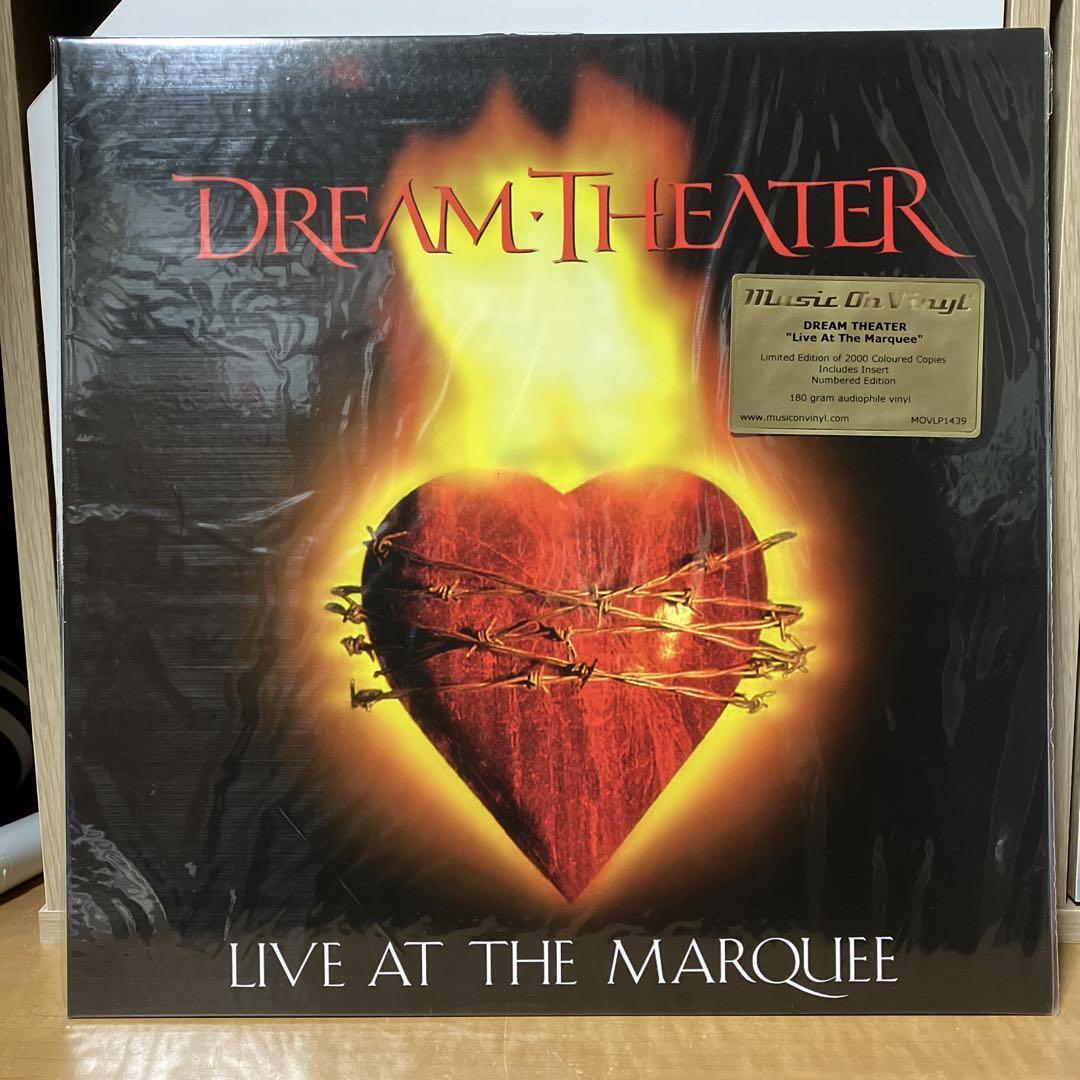 DREAM·THEATER
Music On Vinyl
DREAM THEATER
"Live At The Marquee"
Limited Edition of 2000 Coloured Copies
Includes Insert
Numbered Edition
180 gram audiophile vinyl
www.musiconvinyl.com MOVLP1439
LIVE AT THE MARQUEE